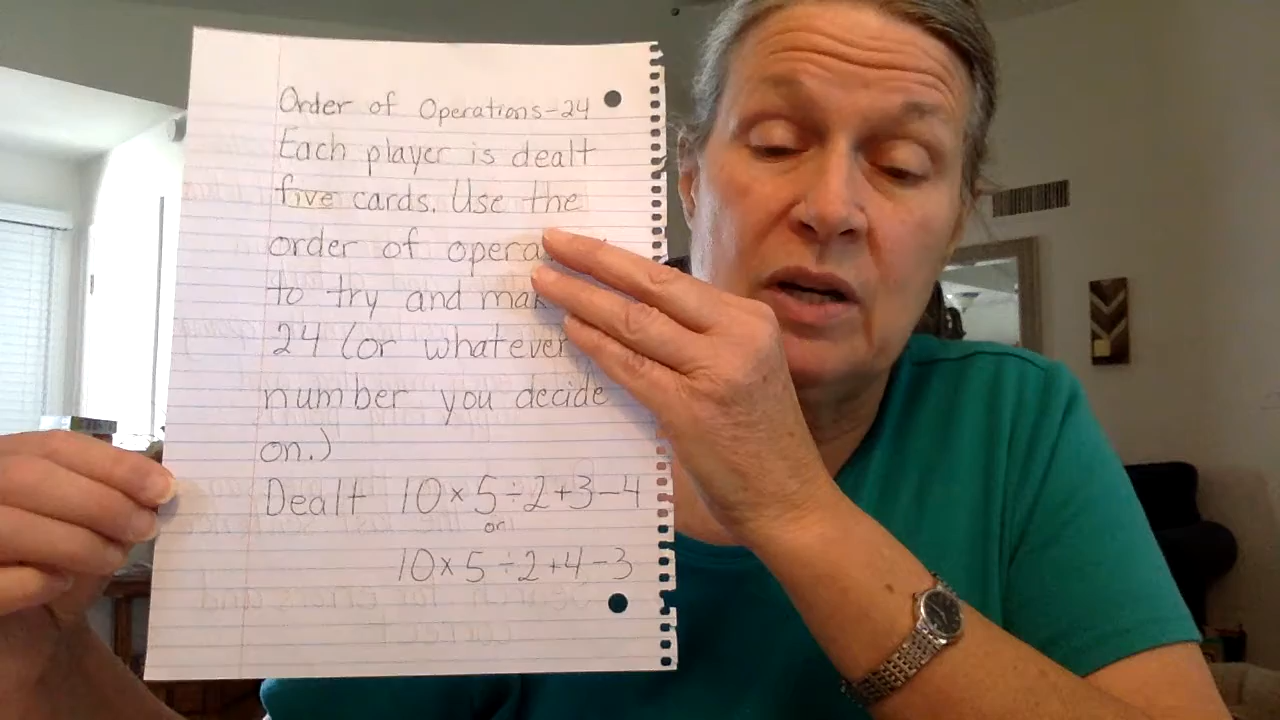 Order of Operations-24
Each player is dealt
five cards. Use the
order of opera
to try and mak
24 (or whatever
number you decide
on.)
Dealt 10 × 5 ÷ 2 + 3 - 4
or
10 × 5 ÷ 2 + 4 - 3